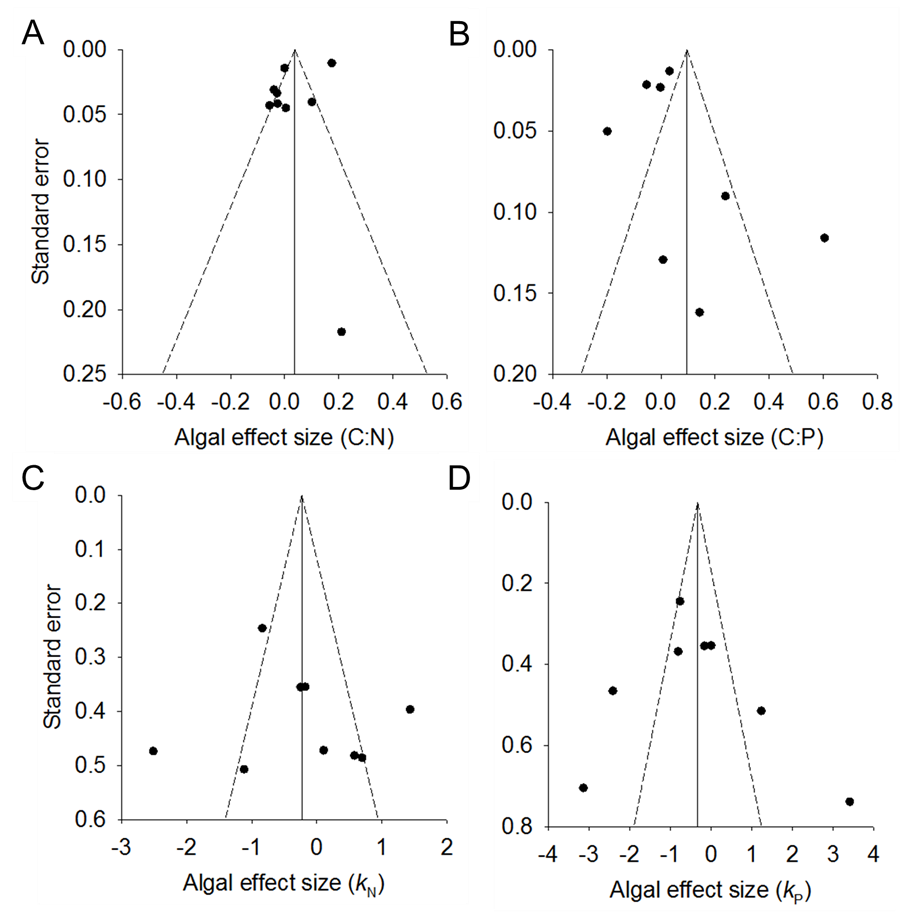 A
0.00
0.05
0.10
0.15
0.20
0.25
Standard error
-0.6 -0.4 -0.2 0.0 0.2 0.4 0.6
Algal effect size (C:N)
B
0.00
0.05
0.10
0.15
0.20
-0.4 -0.2 0.0 0.2 0.4 0.6 0.8
Algal effect size (C:P)
C
0.0
0.1
0.2
0.3
0.4
0.5
0.6
Standard error
-3 -2 -1 0 1 2
Algal effect size (kN)
D
0.0
0.2
0.4
0.6
0.8
-4 -3 -2 -1 0 1 2 3 4
Algal effect size (kP)